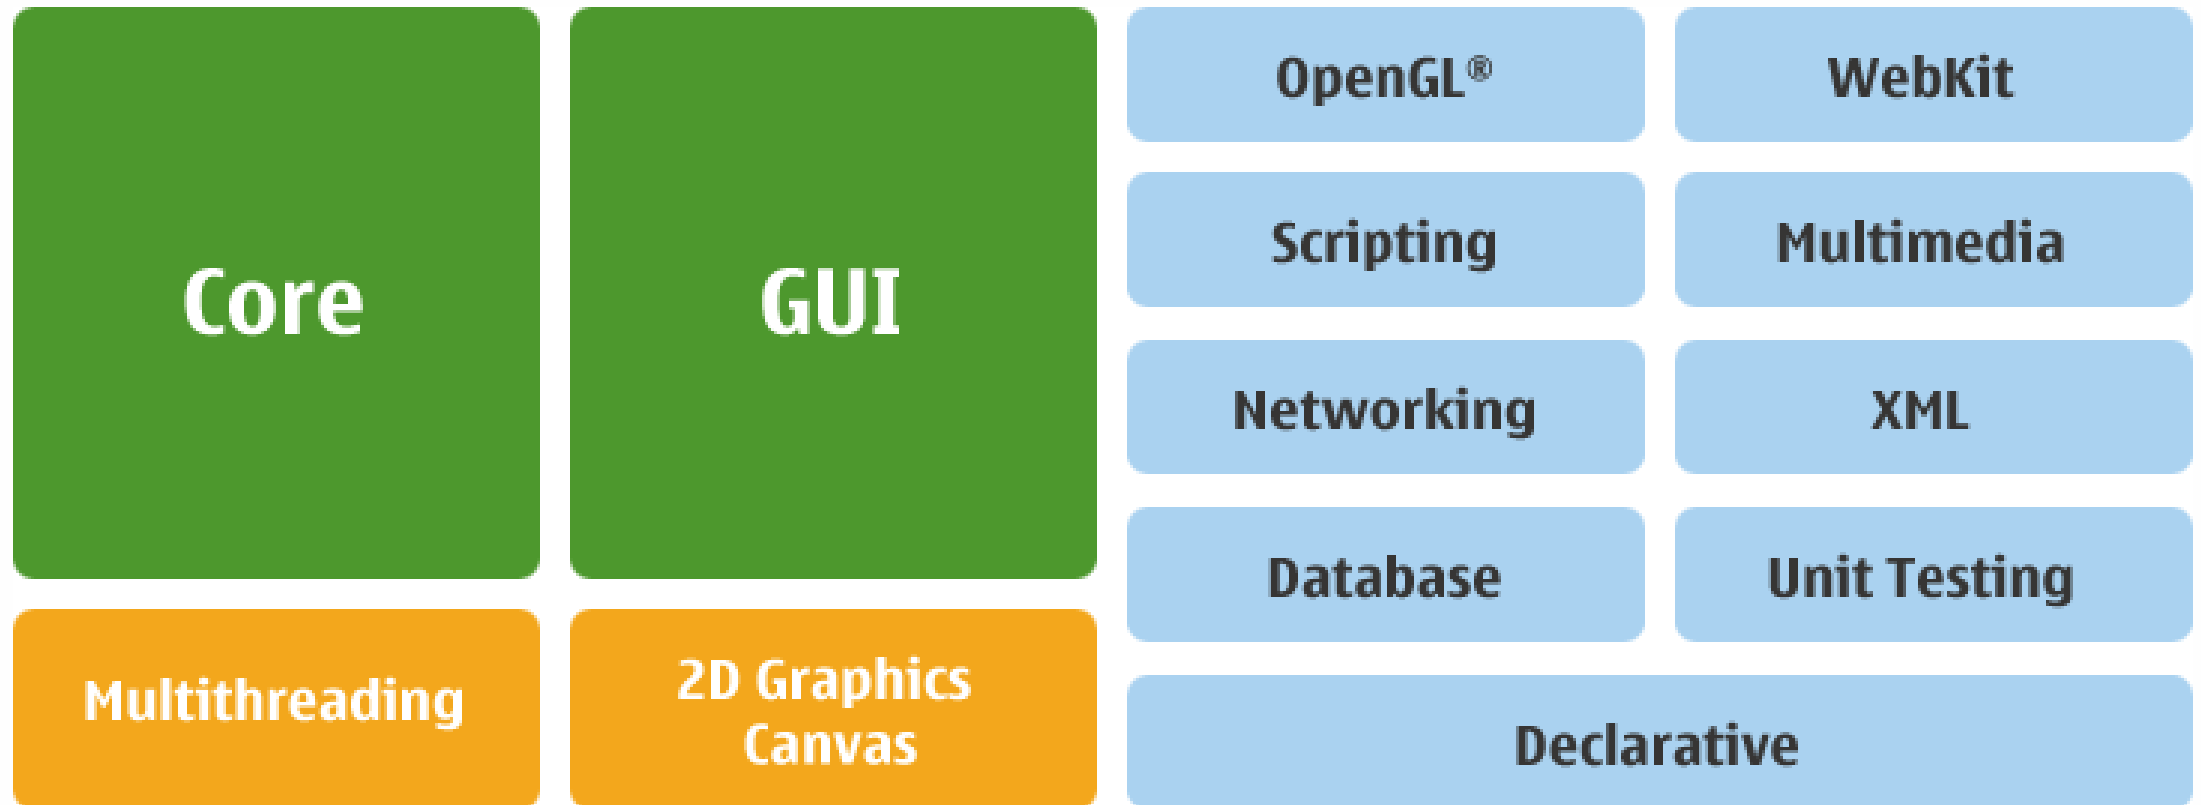 Core
GUI
OpenGL®
WebKit
Scripting
Multimedia
Networking
XML
Database
Unit Testing
Multithreading
2D Graphics
Canvas
Declarative